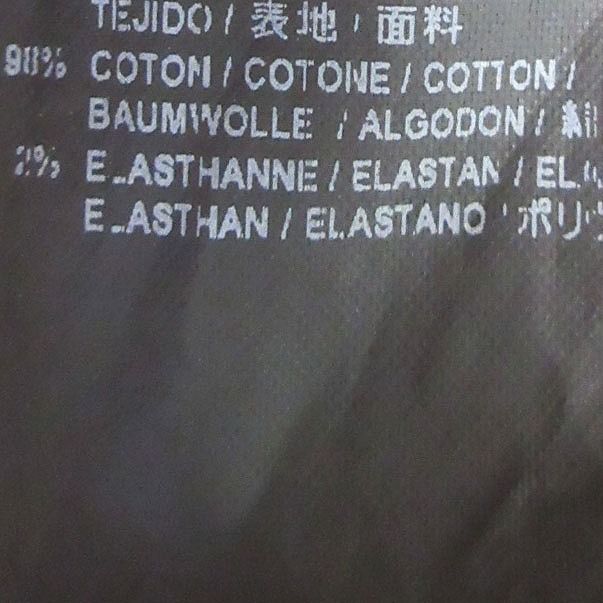 TEJIDO / 表地 / 面料
98% COTON / COTONE / COTTON /
BAUMWOLLE / ALGODON /
2% ELASTHANNE / ELASTAN /
ELASTHAN / ELASTANO /